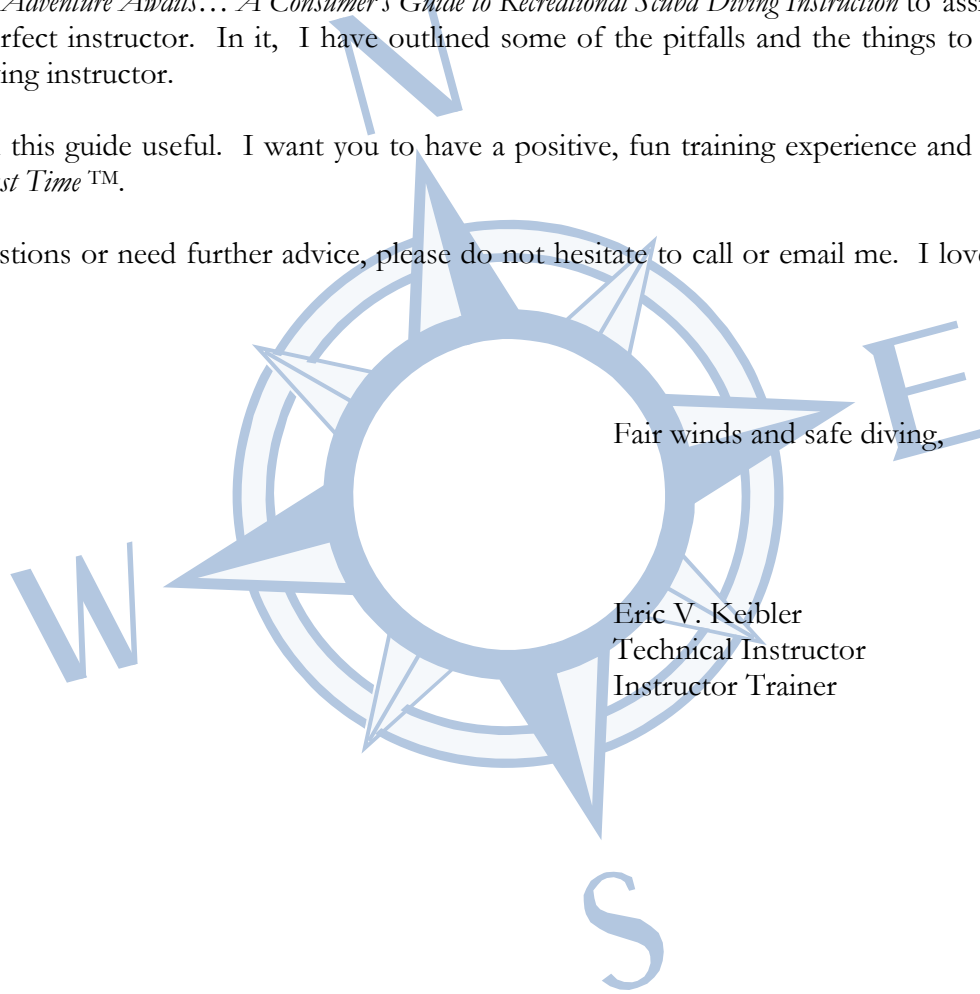 Adventure Awaits… A Consumer's Guide to Recreational Scuba Diving Instruction to assi
rfect instructor. In it, I have outlined some of the pitfalls and the things to
ing instructor.
this guide useful. I want you to have a positive, fun training experience and
st Time ™.
stions or need further advice, please do not hesitate to call or email me. I love
Fair winds and safe diving,
Eric V. Keibler
Technical Instructor
Instructor Trainer
N
E
W
S